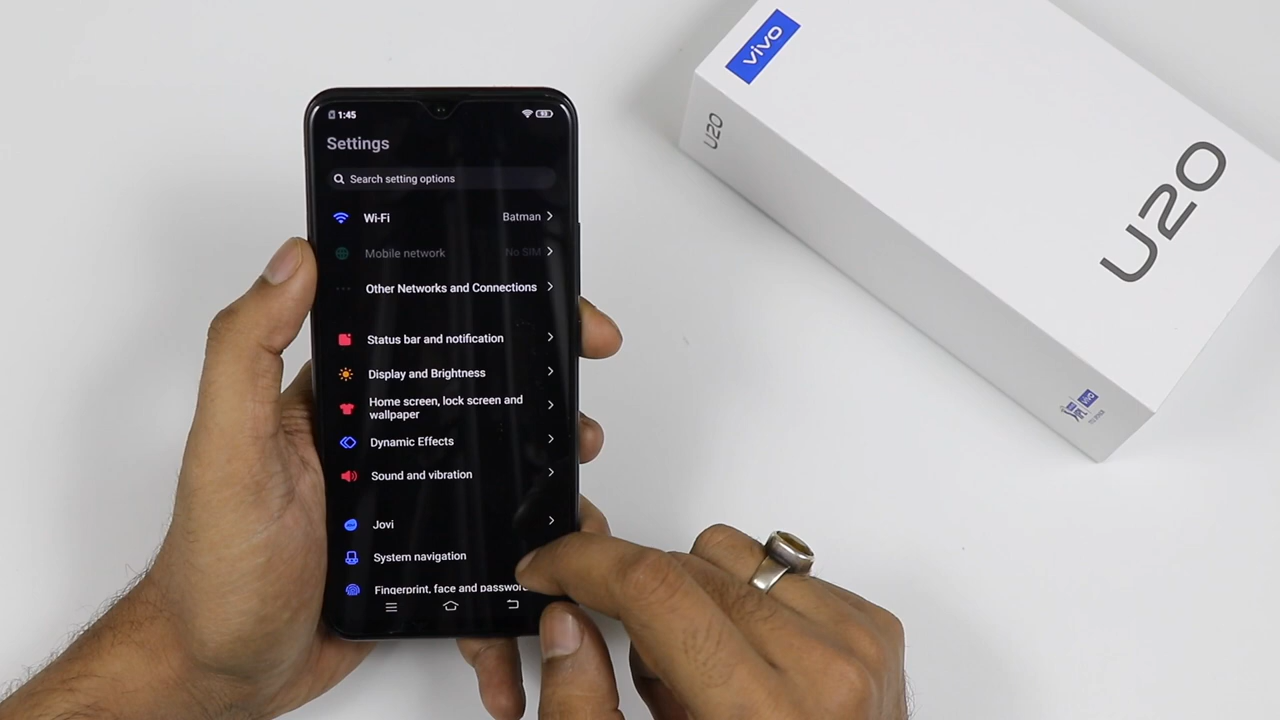 1:45
Settings
Search setting options
Wi-Fi Batman
Mobile network No SIM
Other Networks and Connections
Status bar and notification
Display and Brightness
Home screen, lock screen and
wallpaper
Dynamic Effects
Sound and vibration
Jovi
System navigation
Fingerprint, face and password
vivo
U20
U20
vivo